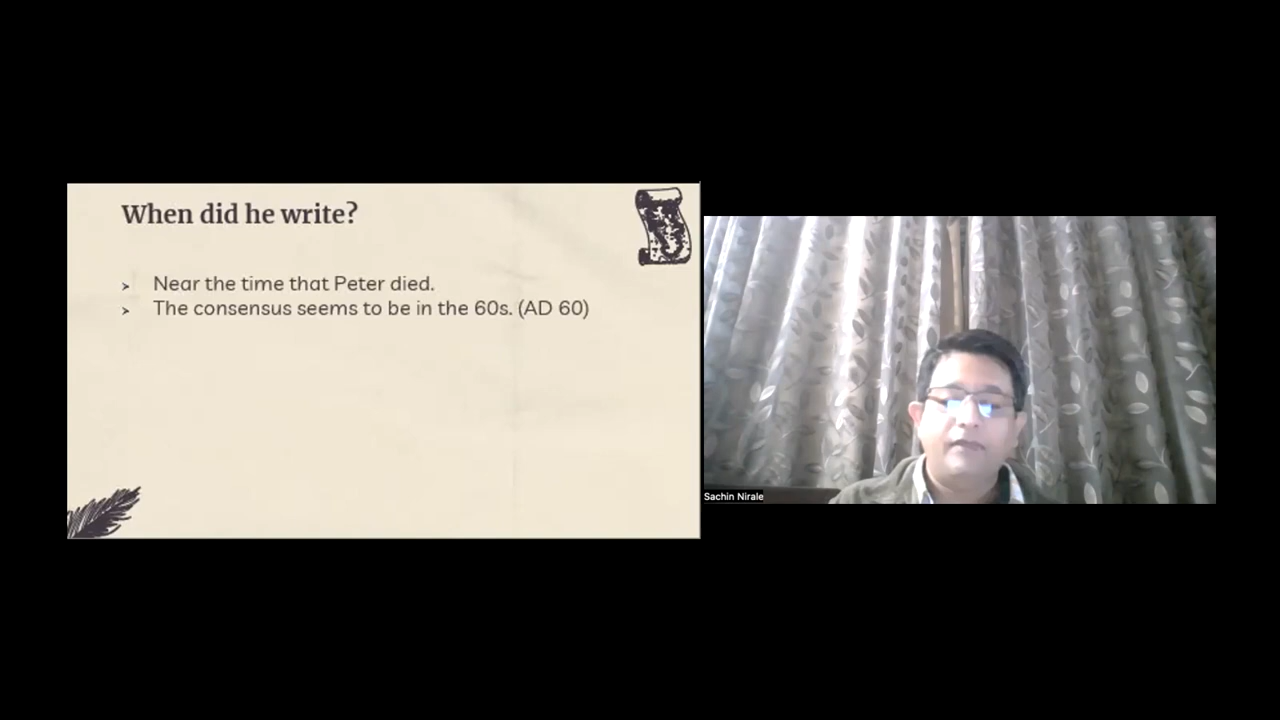 When did he write?
Near the time that Peter died.
The consensus seems to be in the 60s. (AD 60)
Sachin Nirale